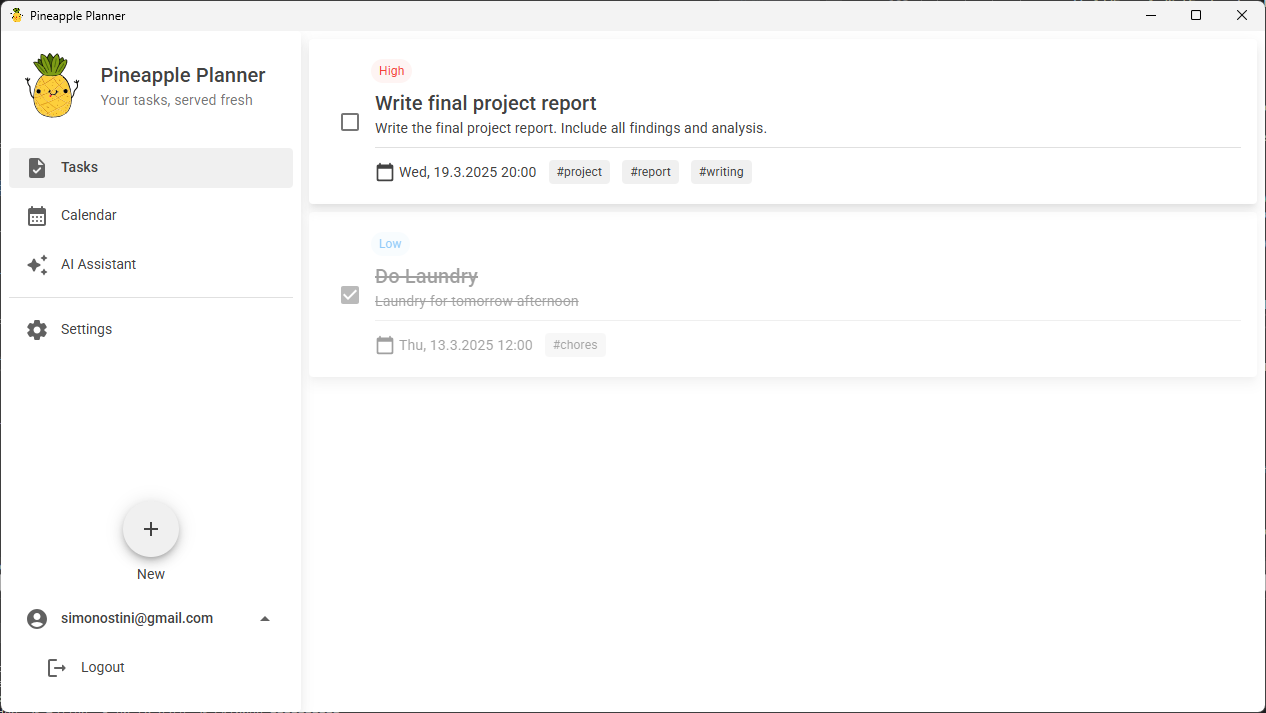 Pineapple Planner
Pineapple Planner
Your tasks, served fresh
Tasks
Calendar
AI Assistant
Settings
New
simonostini@gmail.com
Logout
High
Write final project report
Write the final project report. Include all findings and analysis.
Wed, 19.3.2025 20:00 #project #report #writing
Low
Do Laundry
Laundry for tomorrow afternoon
Thu, 13.3.2025 12:00 #chores